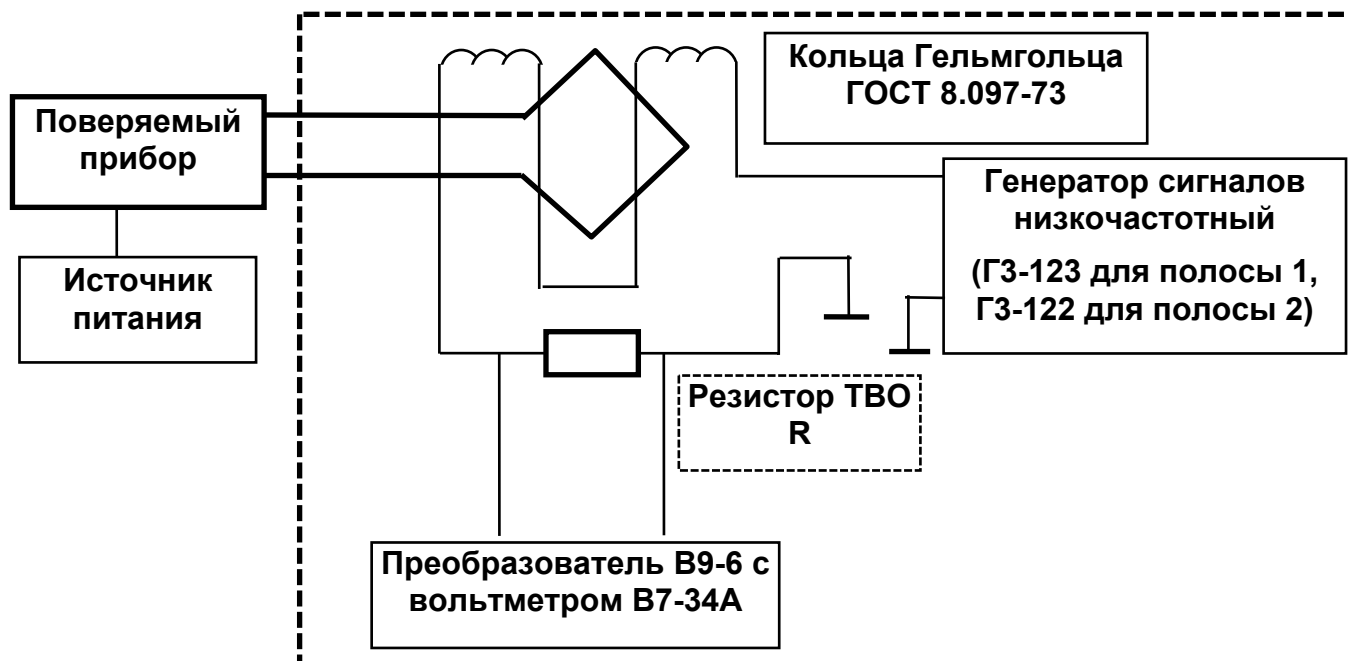 Кольца Гельмгольца
ГОСТ 8.097-73
Поверяемый
прибор
Генератор сигналов
низкочастотный
(Г3-123 для полосы 1,
Г3-122 для полосы 2)
Источник
питания
Резистор ТВО
R
Преобразователь В9-6 с
вольтметром В7-34А